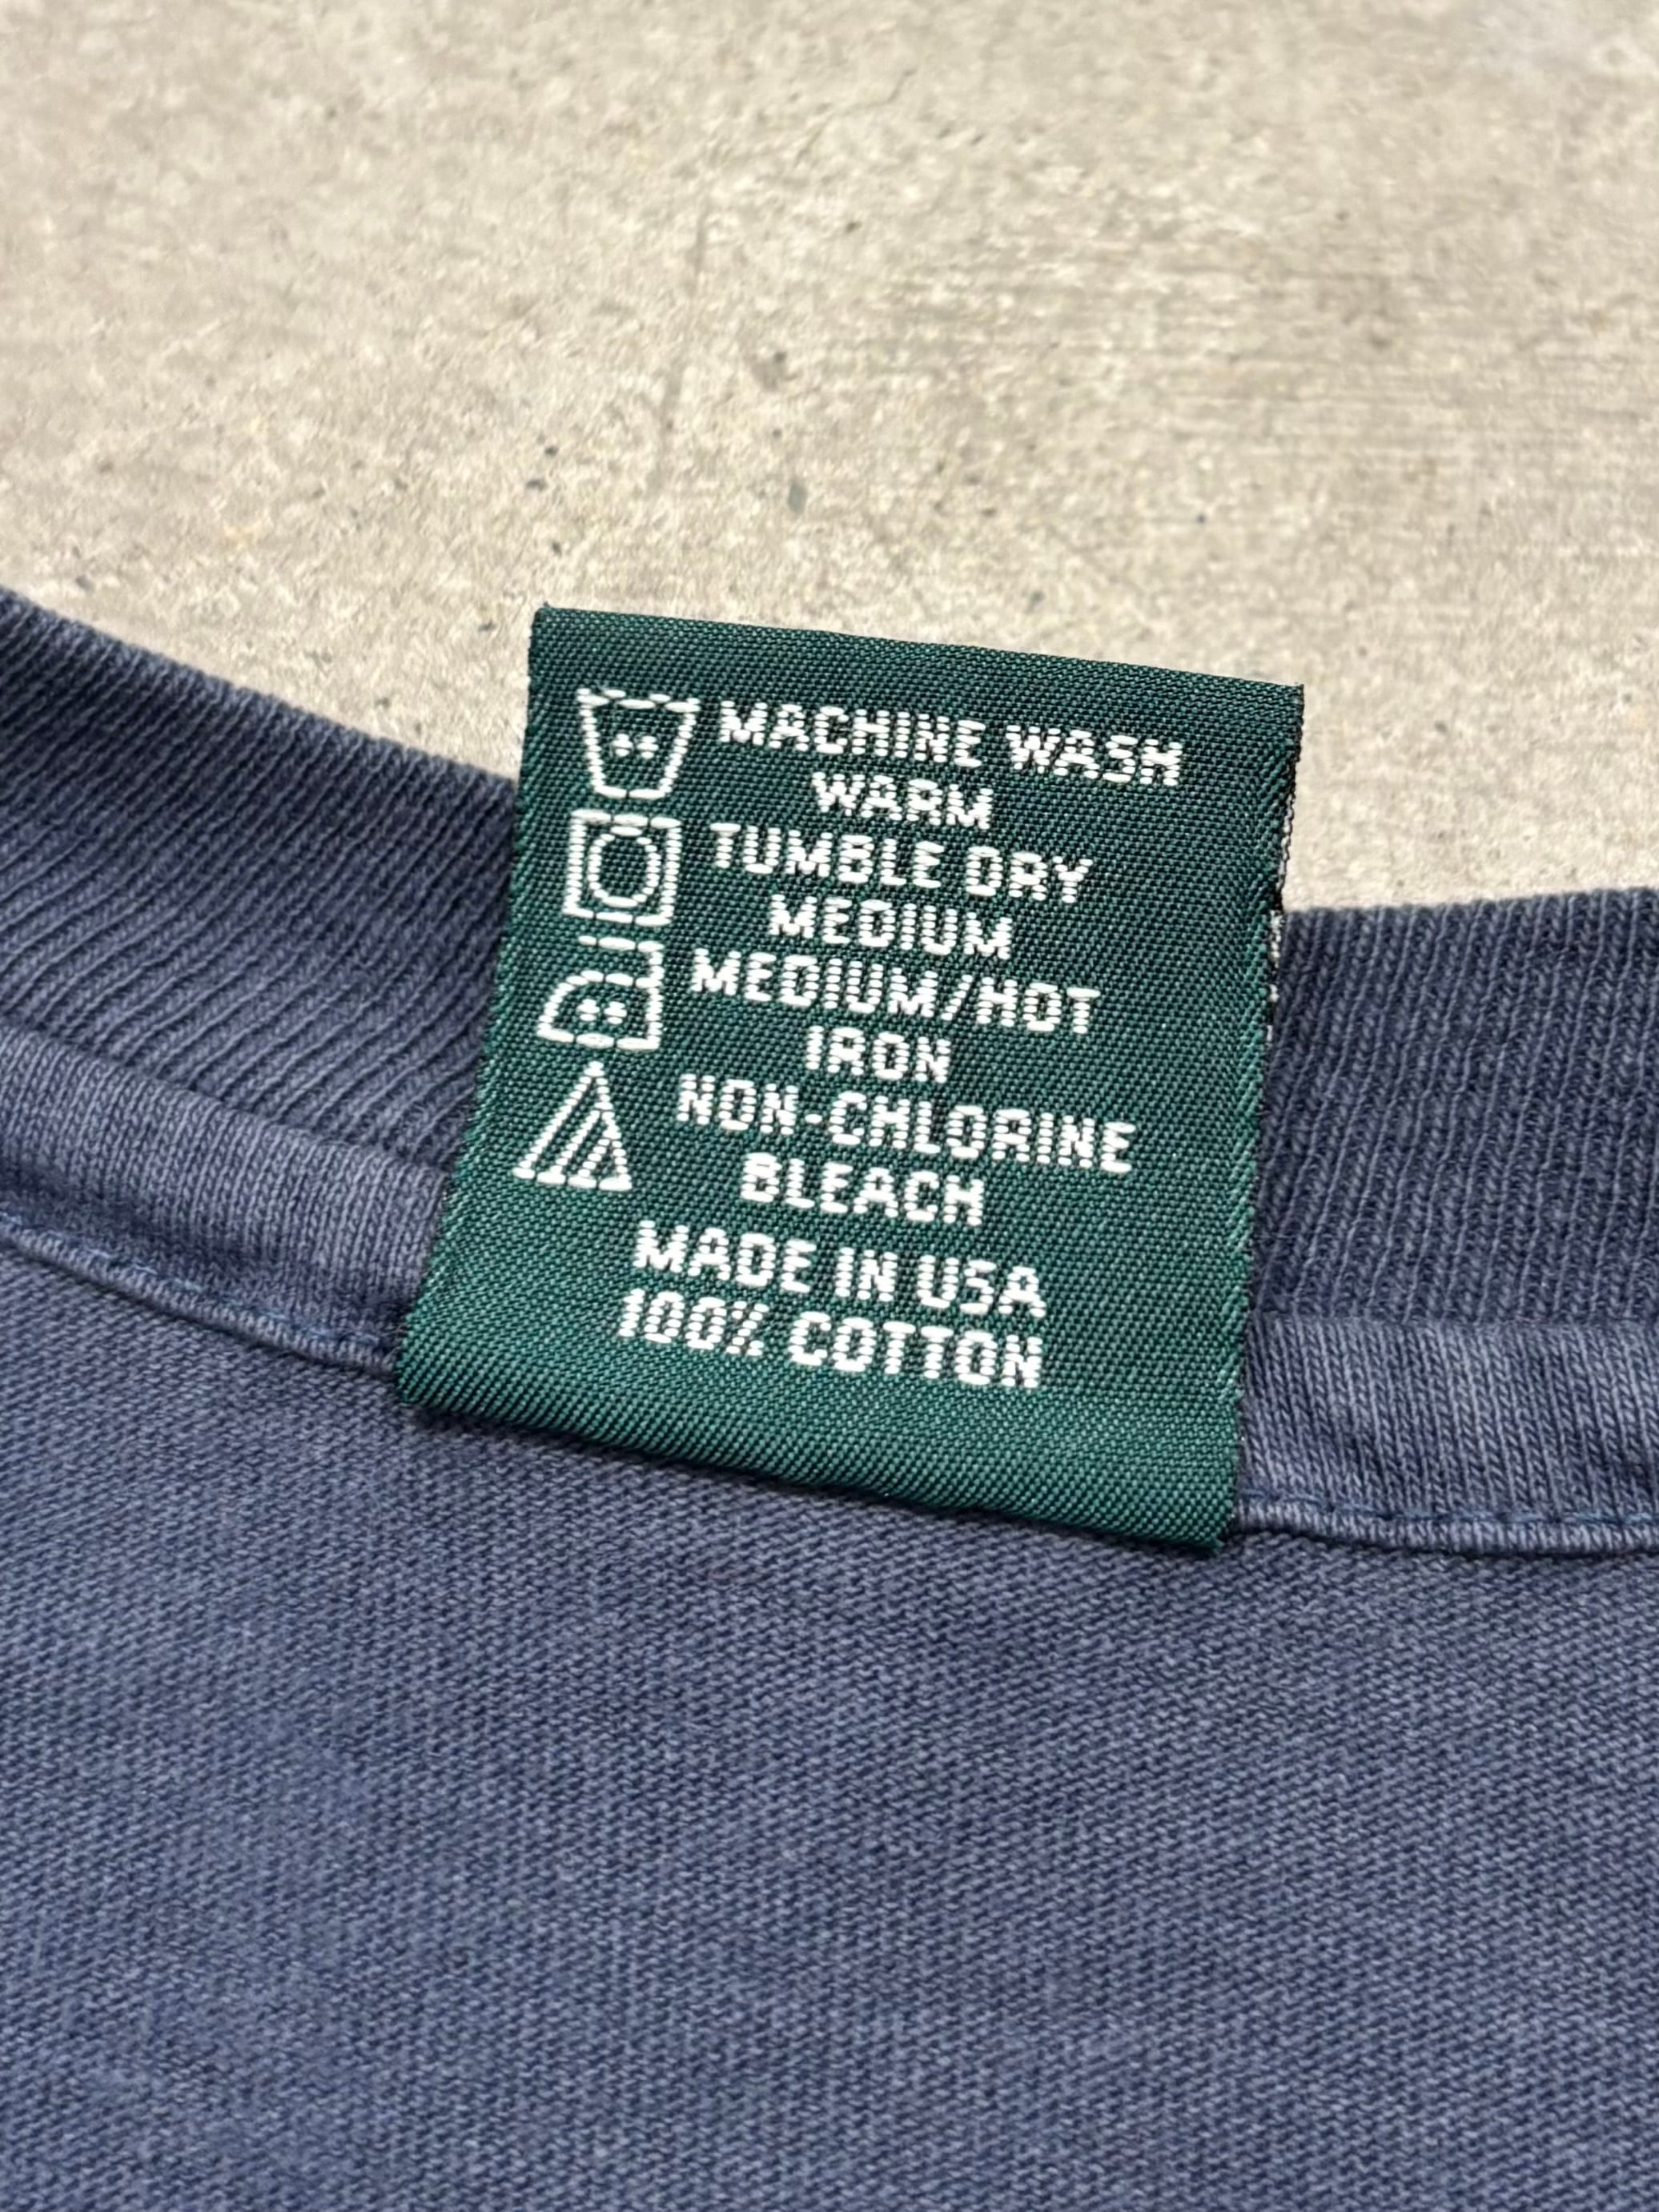 MACHINE WASH
WARM
TUMBLE DRY
MEDIUM
MEDIUM/HOT
IRON
NON-CHLORINE
BLEACH
MADE IN USA
100% COTTON